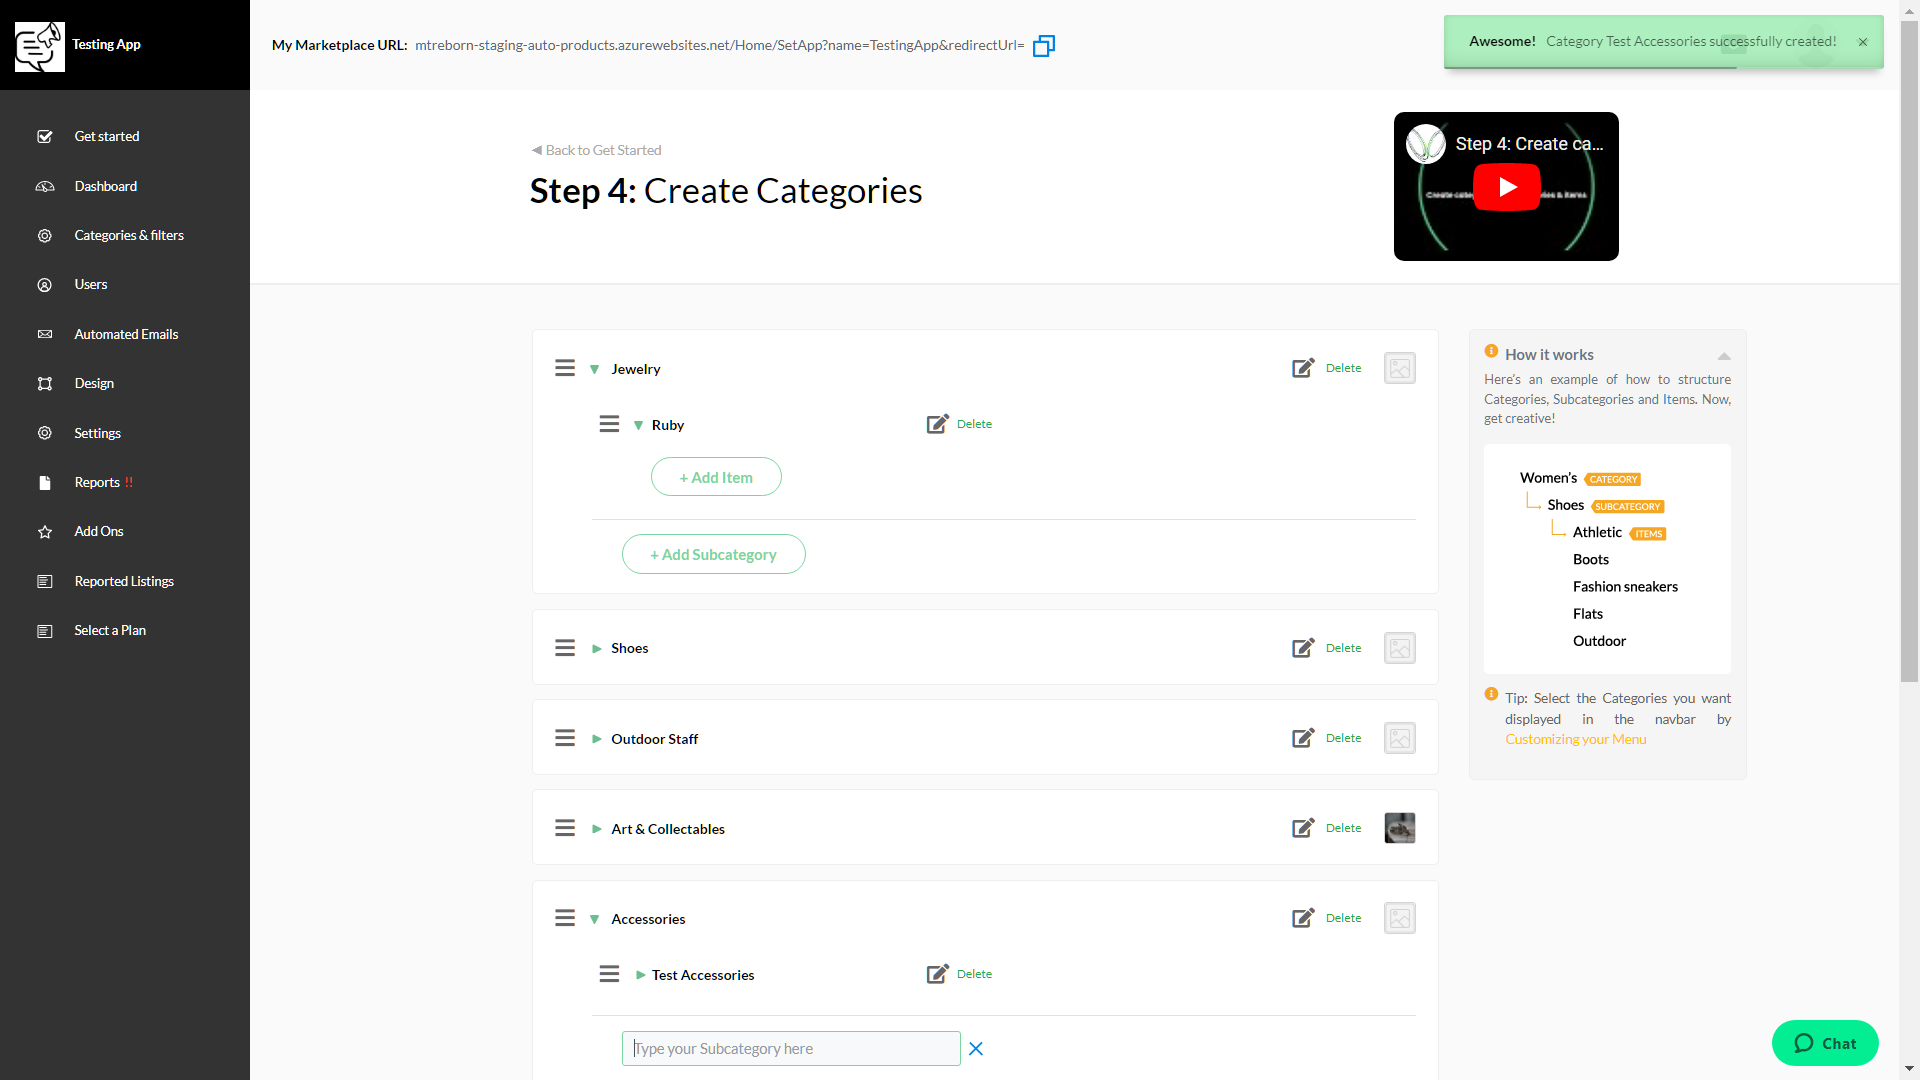 Testing App
My Marketplace URL: mtreborn-staging-auto-products.azurewebsites.net/Home/SetApp?name=TestingApp&redirectUrl=
Awesome! Category Test Accessories successfully created! ×
Get started
Dashboard
Categories & filters
Users
Automated Emails
Design
Settings
Reports !!
Add Ons
Reported Listings
Select a Plan
◀ Back to Get Started
Step 4: Create Categories
Step 4: Create ca...
Jewelry
Delete
Ruby
Delete
+ Add Item
+ Add Subcategory
Shoes
Delete
Outdoor Staff
Delete
Art & Collectables
Delete
Accessories
Delete
Test Accessories
Delete
Type your Subcategory here
How it works
Here's an example of how to structure
Categories, Subcategories and Items. Now,
get creative!
Women's CATEGORY
Shoes SUBCATEGORY
Athletic ITEMS
Boots
Fashion sneakers
Flats
Outdoor
Tip: Select the Categories you want
displayed in the navbar by
Customizing your Menu
Chat